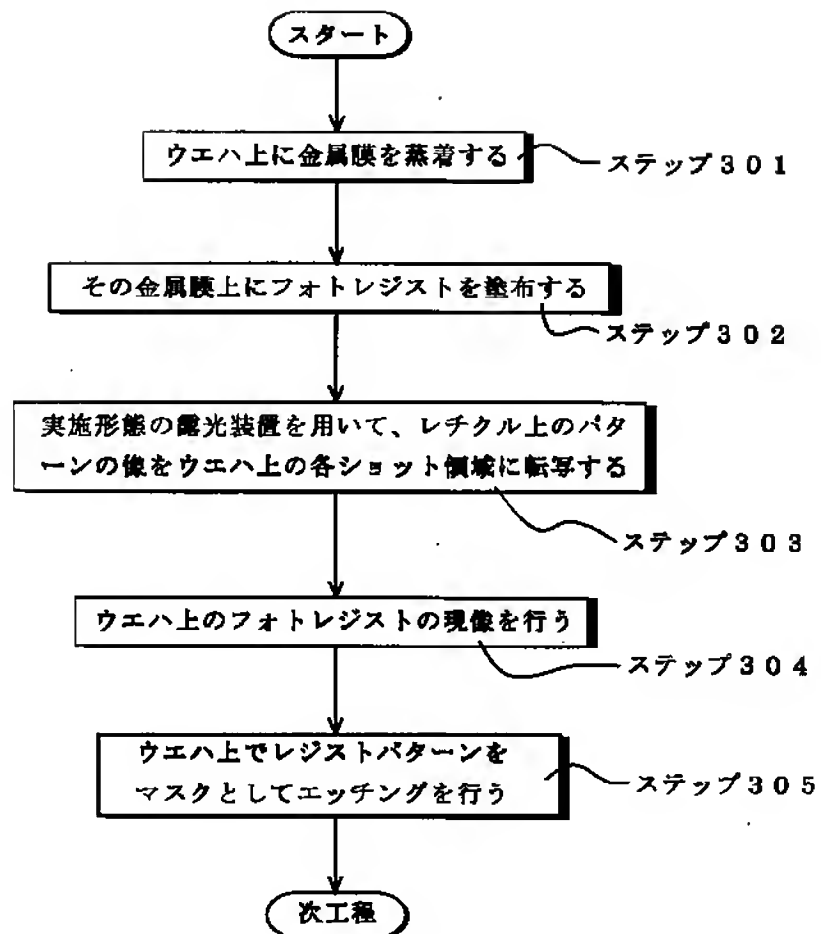 スタート
ウエハ上に金属膜を蒸着する
ステップ301
その金属膜上にフォトレジストを塗布する
ステップ302
実施形態の露光装置を用いて、レチクル上のパタ
ーンの像をウエハ上の各ショット領域に転写する
ステップ303
ウエハ上のフォトレジストの現像を行う
ステップ304
ウエハ上でレジストパターンを
マスクとしてエッチングを行う
ステップ305
次工程